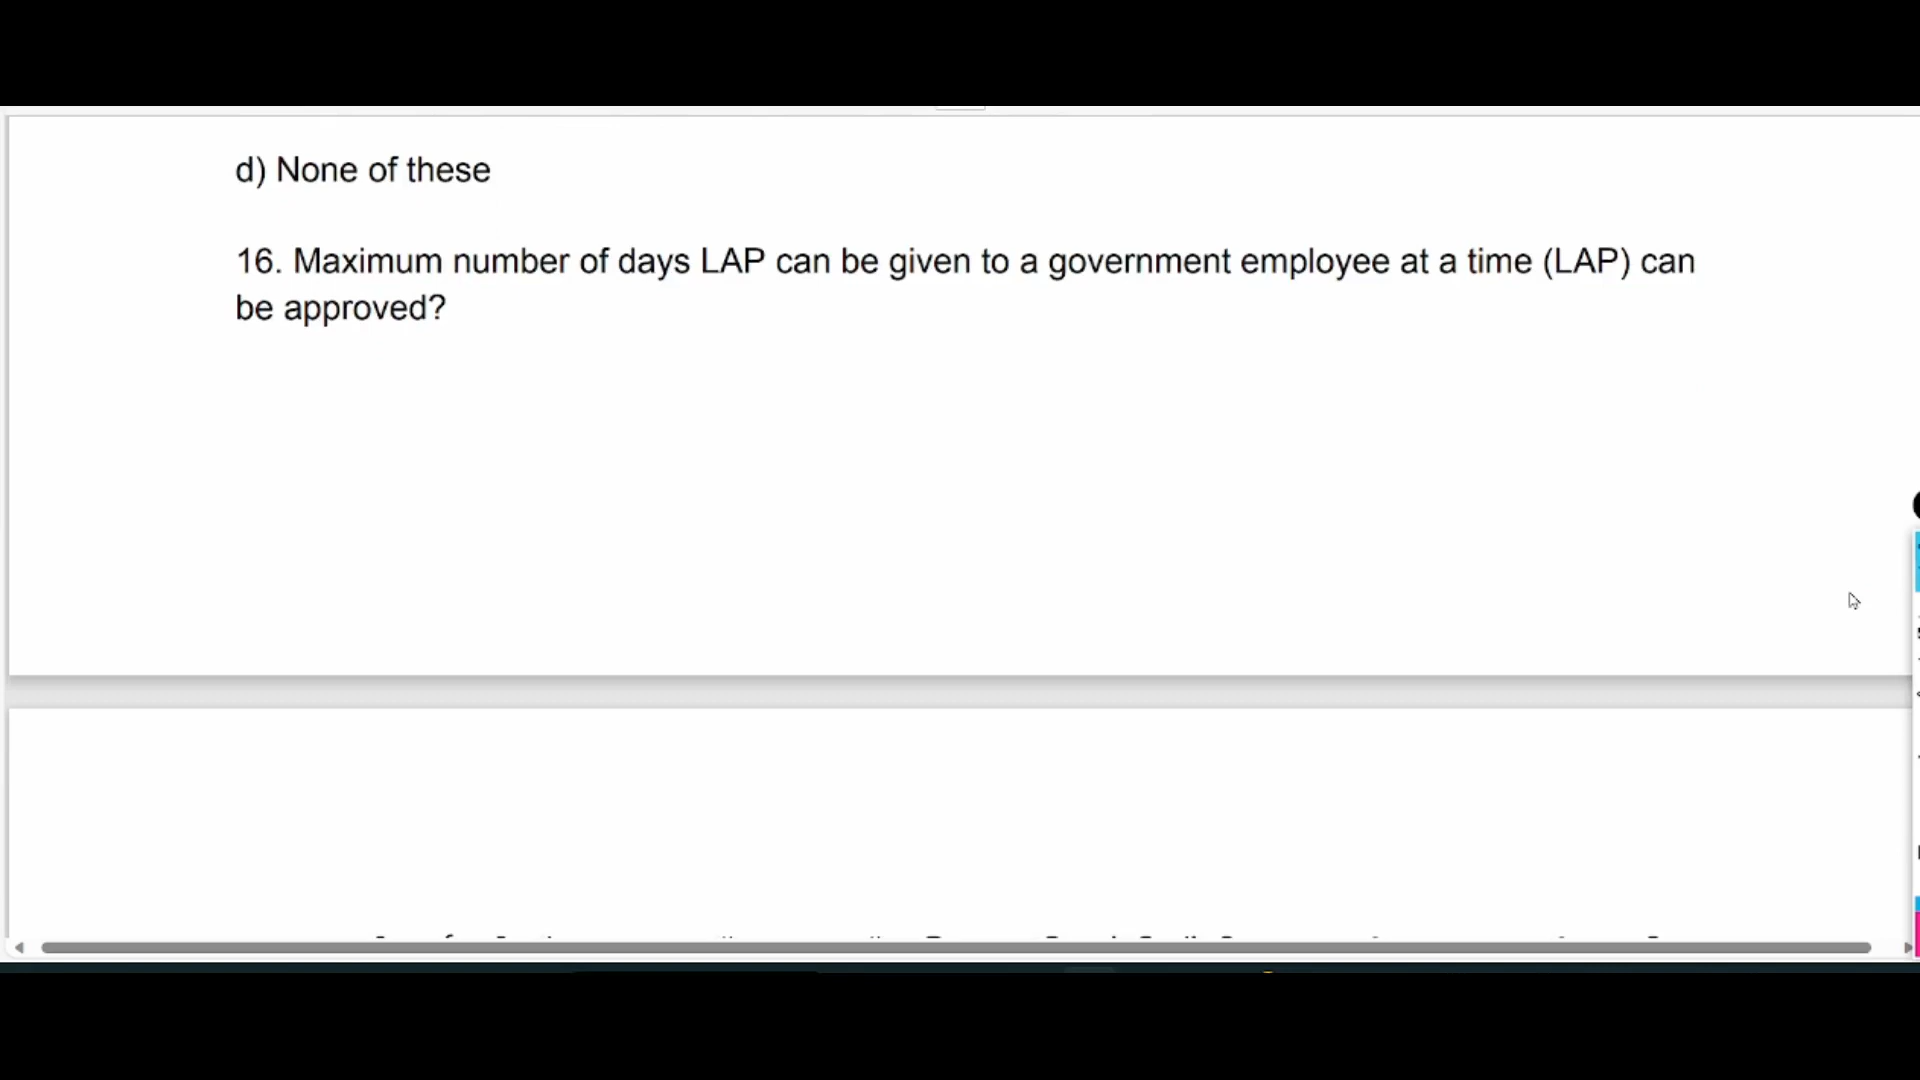 d) None of these
16. Maximum number of days LAP can be given to a government employee at a time (LAP) can
be approved?